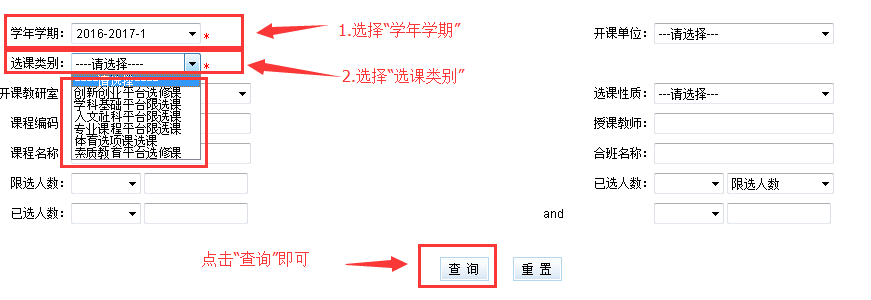 学年学期： 2016-2017-1 * 1.选择“学年学期” 开课单位： ---请选择---
选课类别： ----请选择---- * 2.选择“选课类别”
----请选择----
开课教研室 创新创业平台选修课 选课性质： ---请选择---
学科基础平台限选课
人文社科平台限选课
课程编码 专业课程平台限选课 授课教师：
体育选项课选课
课程名称 素质教育平台选修课 合班名称：
限选人数： 已选人数： 限选人数
已选人数： and
点击“查询”即可 查 询 重 置